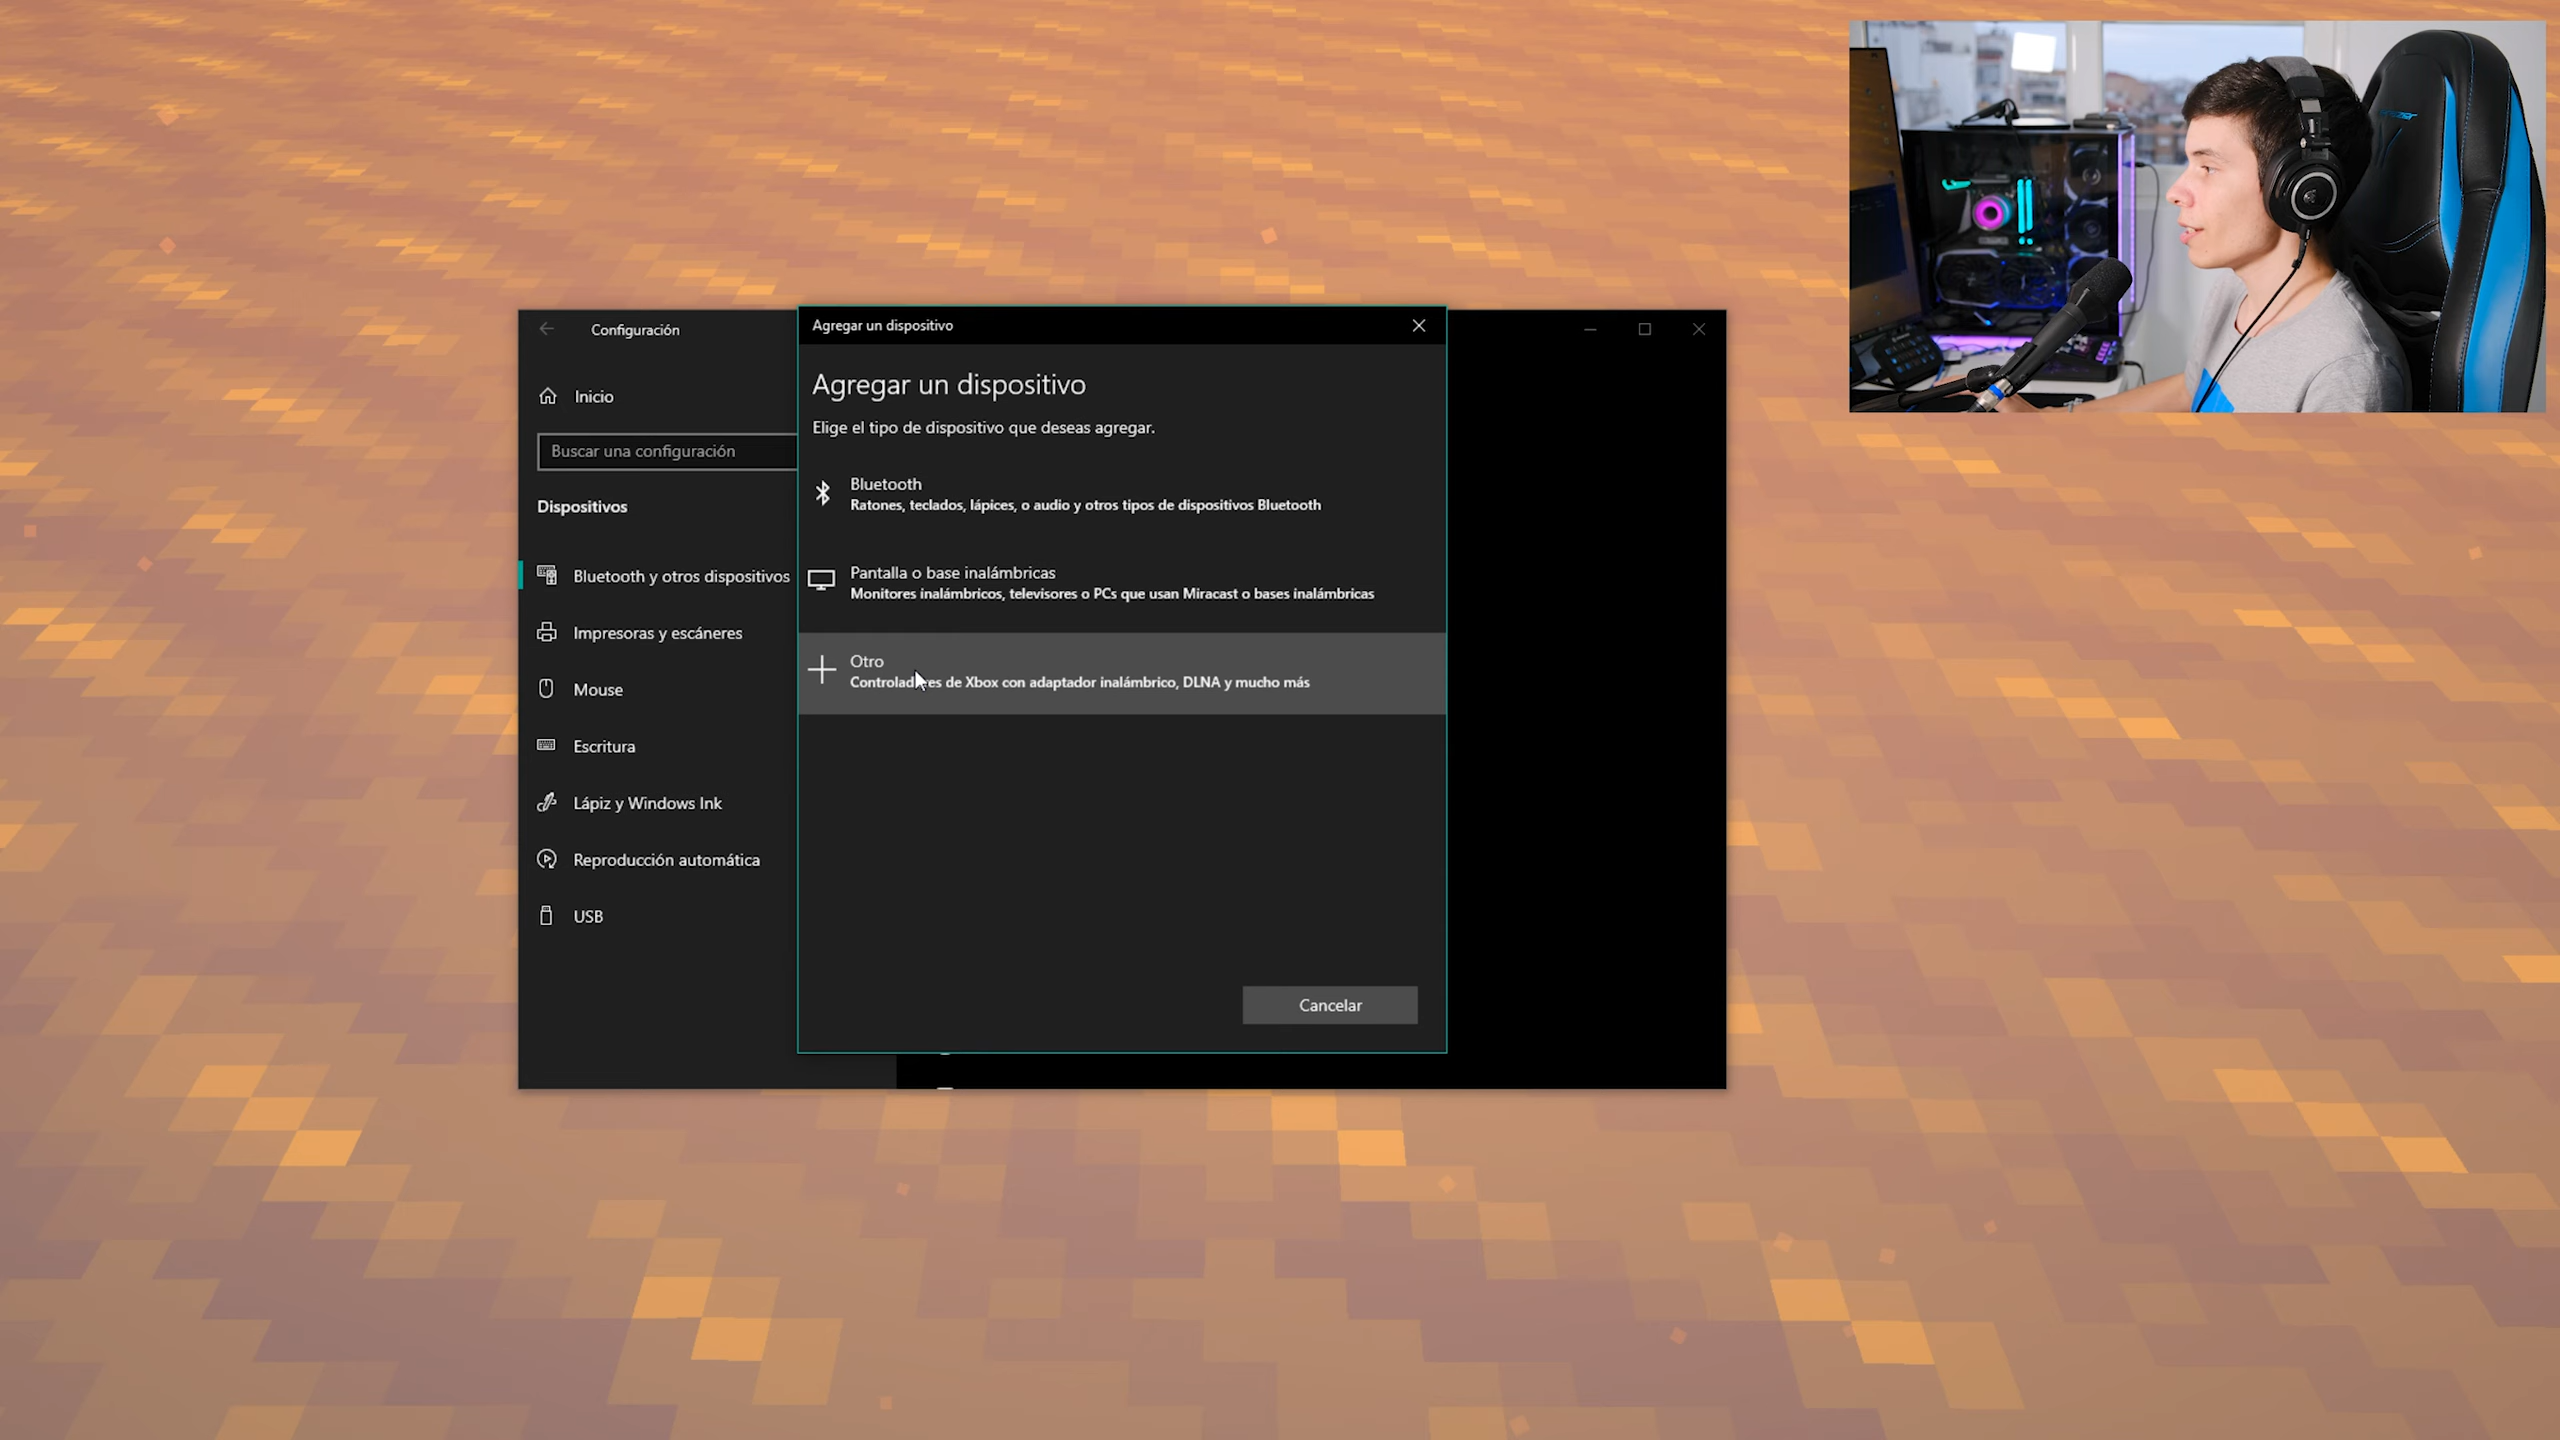 Configuración
Inicio
Buscar una configuración
Dispositivos
Bluetooth y otros dispositivos
Impresoras y escáneres
Mouse
Escritura
Lápiz y Windows Ink
Reproducción automática
USB
Agregar un dispositivo
Agregar un dispositivo
Elige el tipo de dispositivo que deseas agregar.
Bluetooth
Ratones, teclados, lápices, o audio y otros tipos de dispositivos Bluetooth
Pantalla o base inalámbricas
Monitores inalámbricos, televisores o PCs que usan Miracast o bases inalámbricas
Otro
Controladores de Xbox con adaptador inalámbrico, DLNA y mucho más
Cancelar